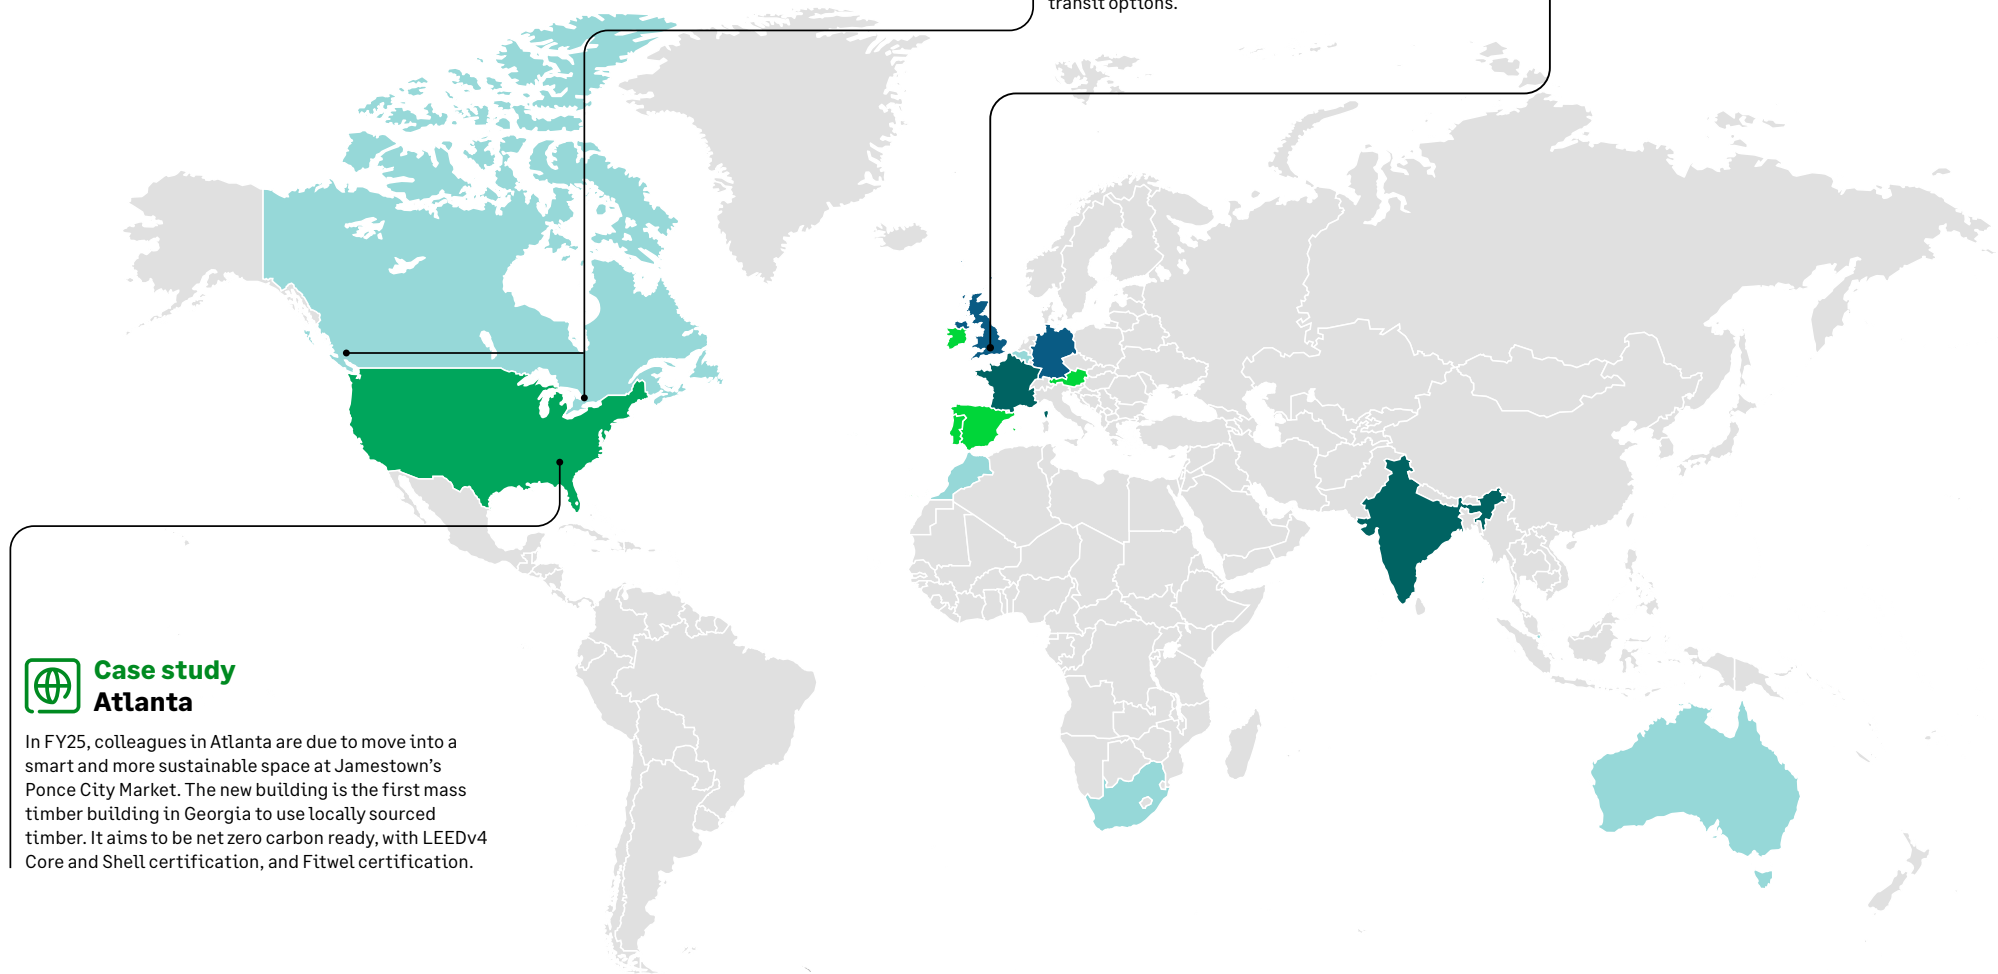 transit options.
Case study
Atlanta
In FY25, colleagues in Atlanta are due to move into a
smart and more sustainable space at Jamestown’s
Ponce City Market. The new building is the first mass
timber building in Georgia to use locally sourced
timber. It aims to be net zero carbon ready, with LEEDv4
Core and Shell certification, and Fitwel certification.